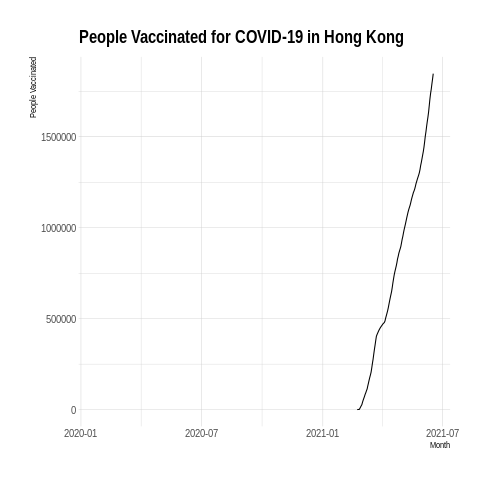 People Vaccinated for COVID-19 in Hong Kong
People Vaccinated
1500000
1000000
500000
0
2020-01 2020-07 2021-01 2021-07
Month